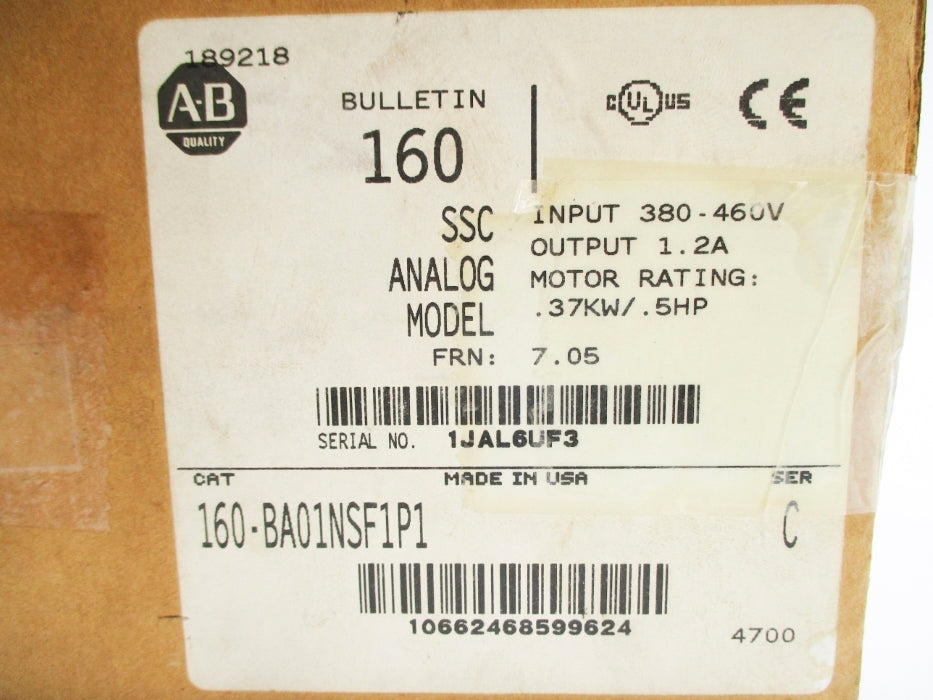 189218
A-B
QUALITY
BULLETIN
160
c UL us
CE
SSC
ANALOG
MODEL
INPUT 380-460V
OUTPUT 1.2A
MOTOR RATING:
.37KW/.5HP
FRN: 7.05
SERIAL NO. 1JAL6UF3
CAT MADE IN USA SER
160-BA01NSF1P1 C
10662468599624
4700